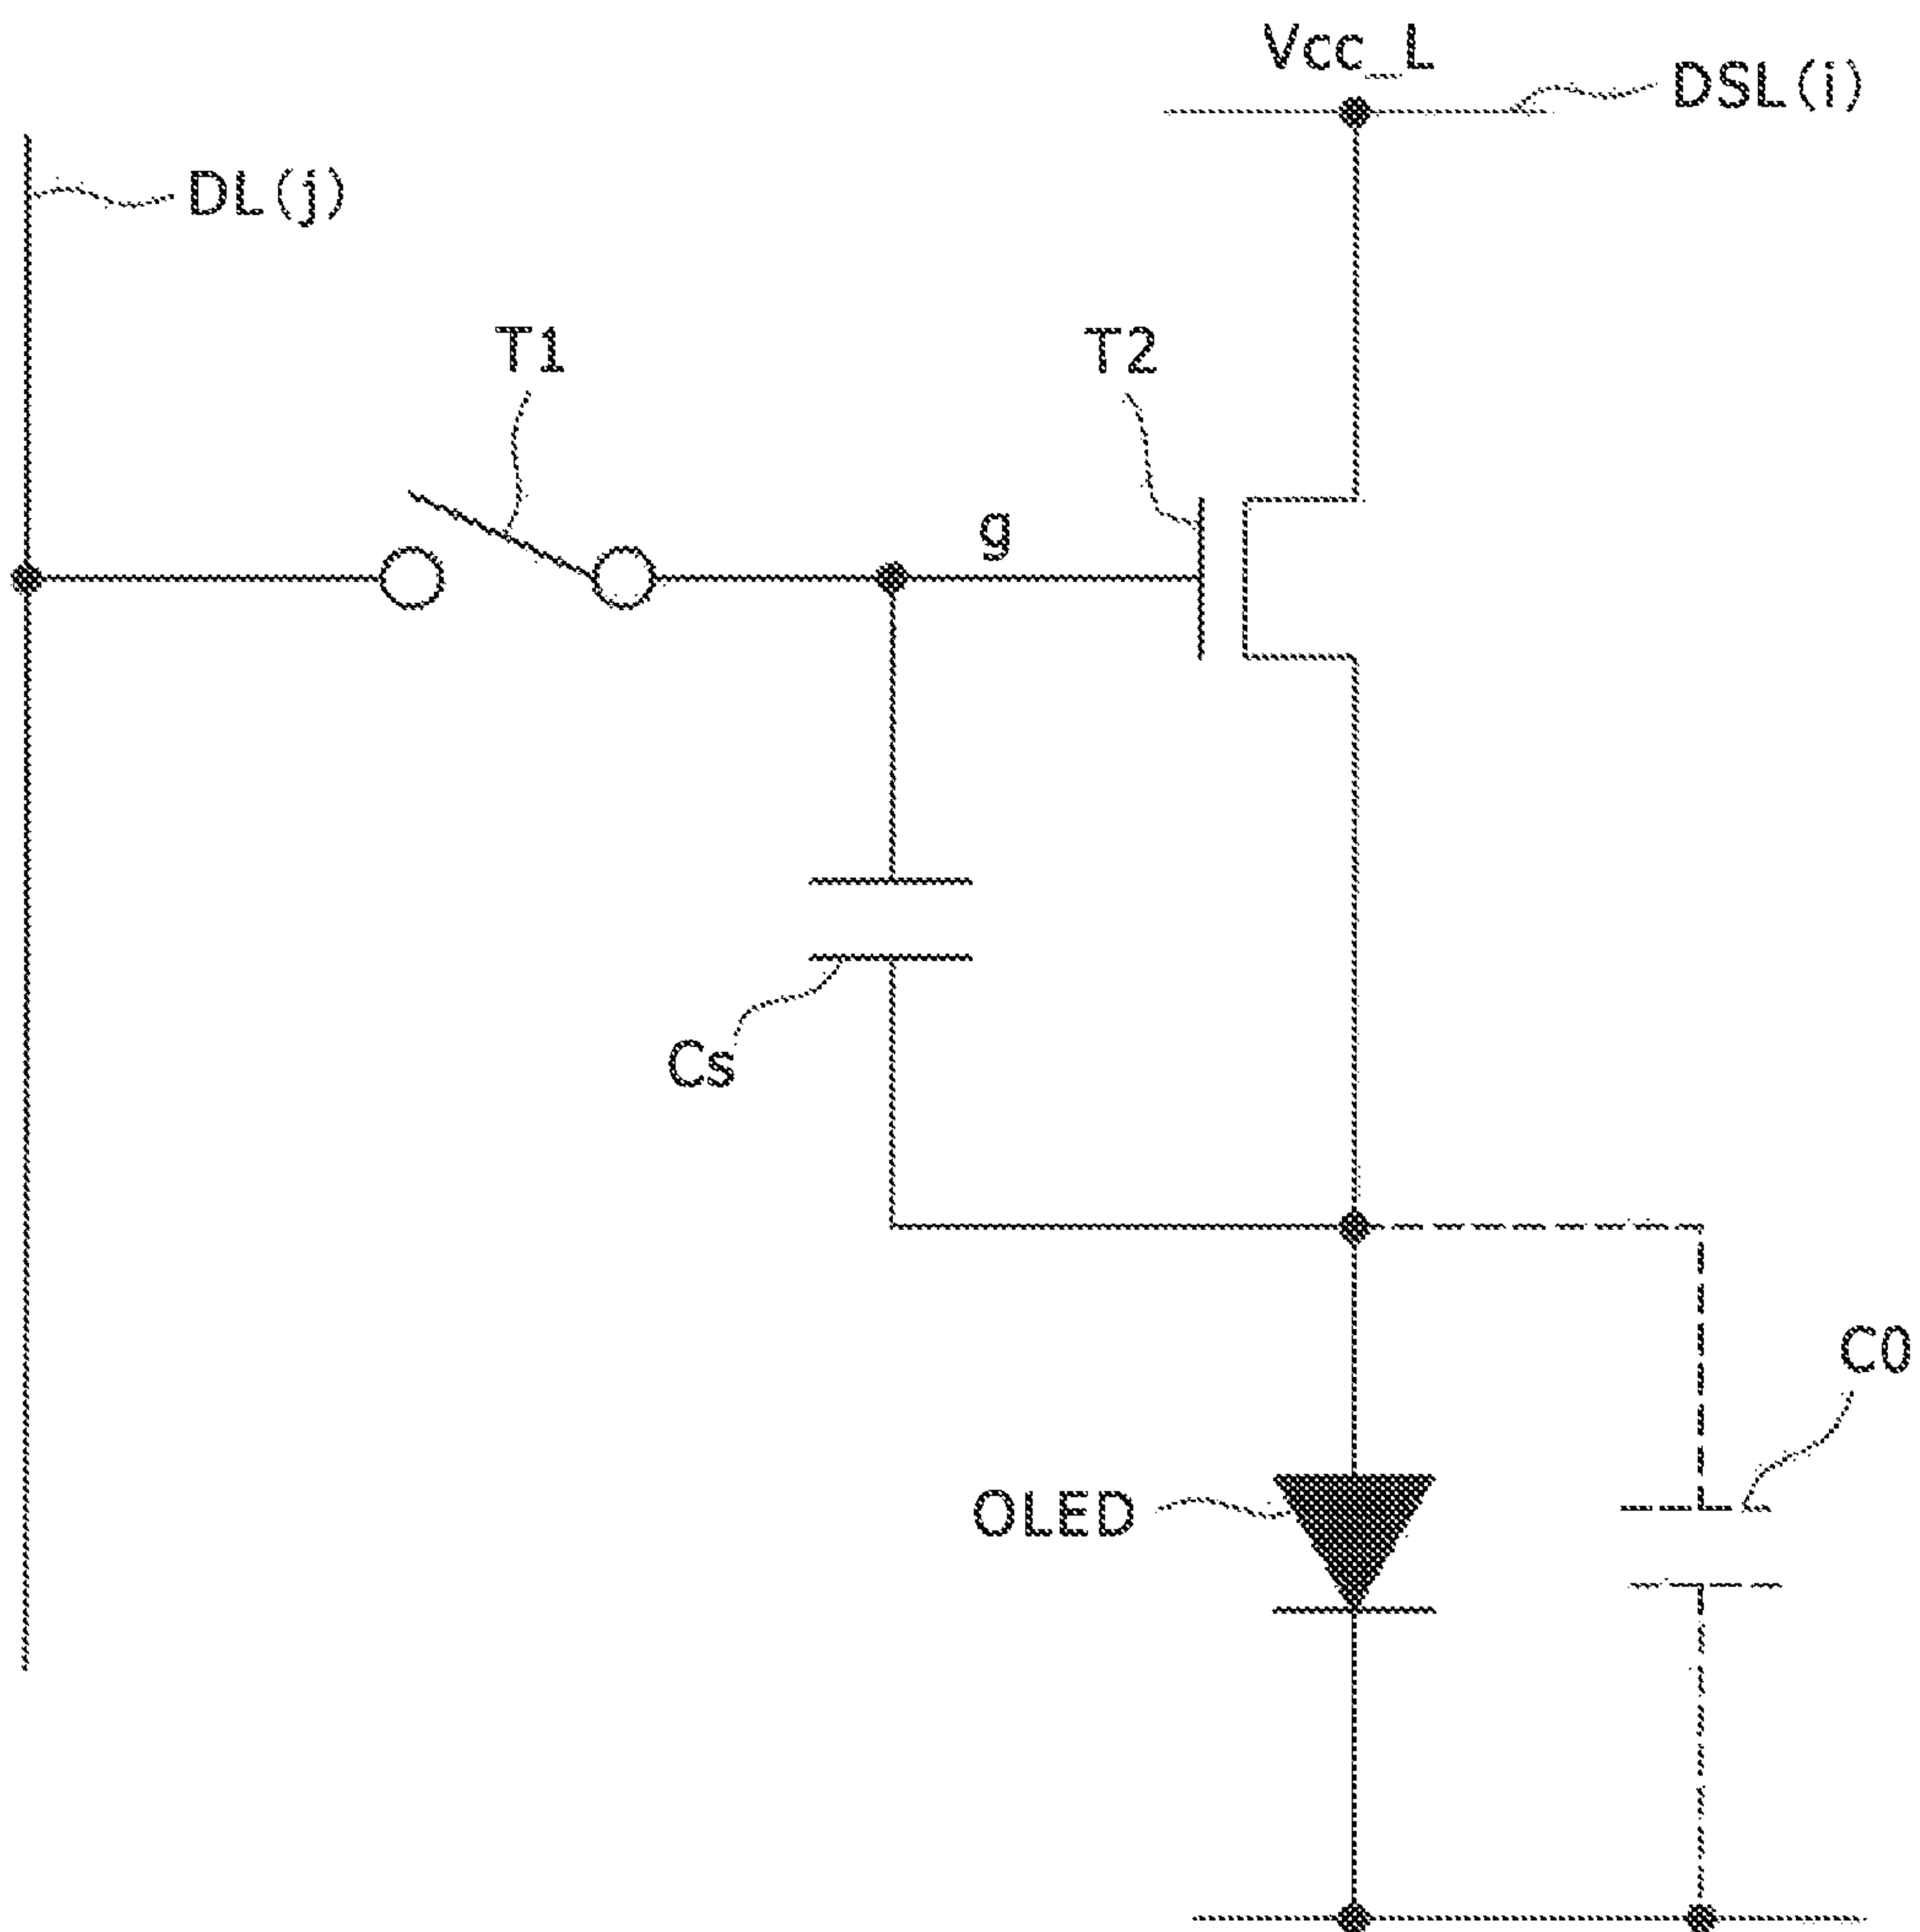 Vcc_L
DSL(i)
DL(j)
T1
T2
g
Cs
C0
OLED